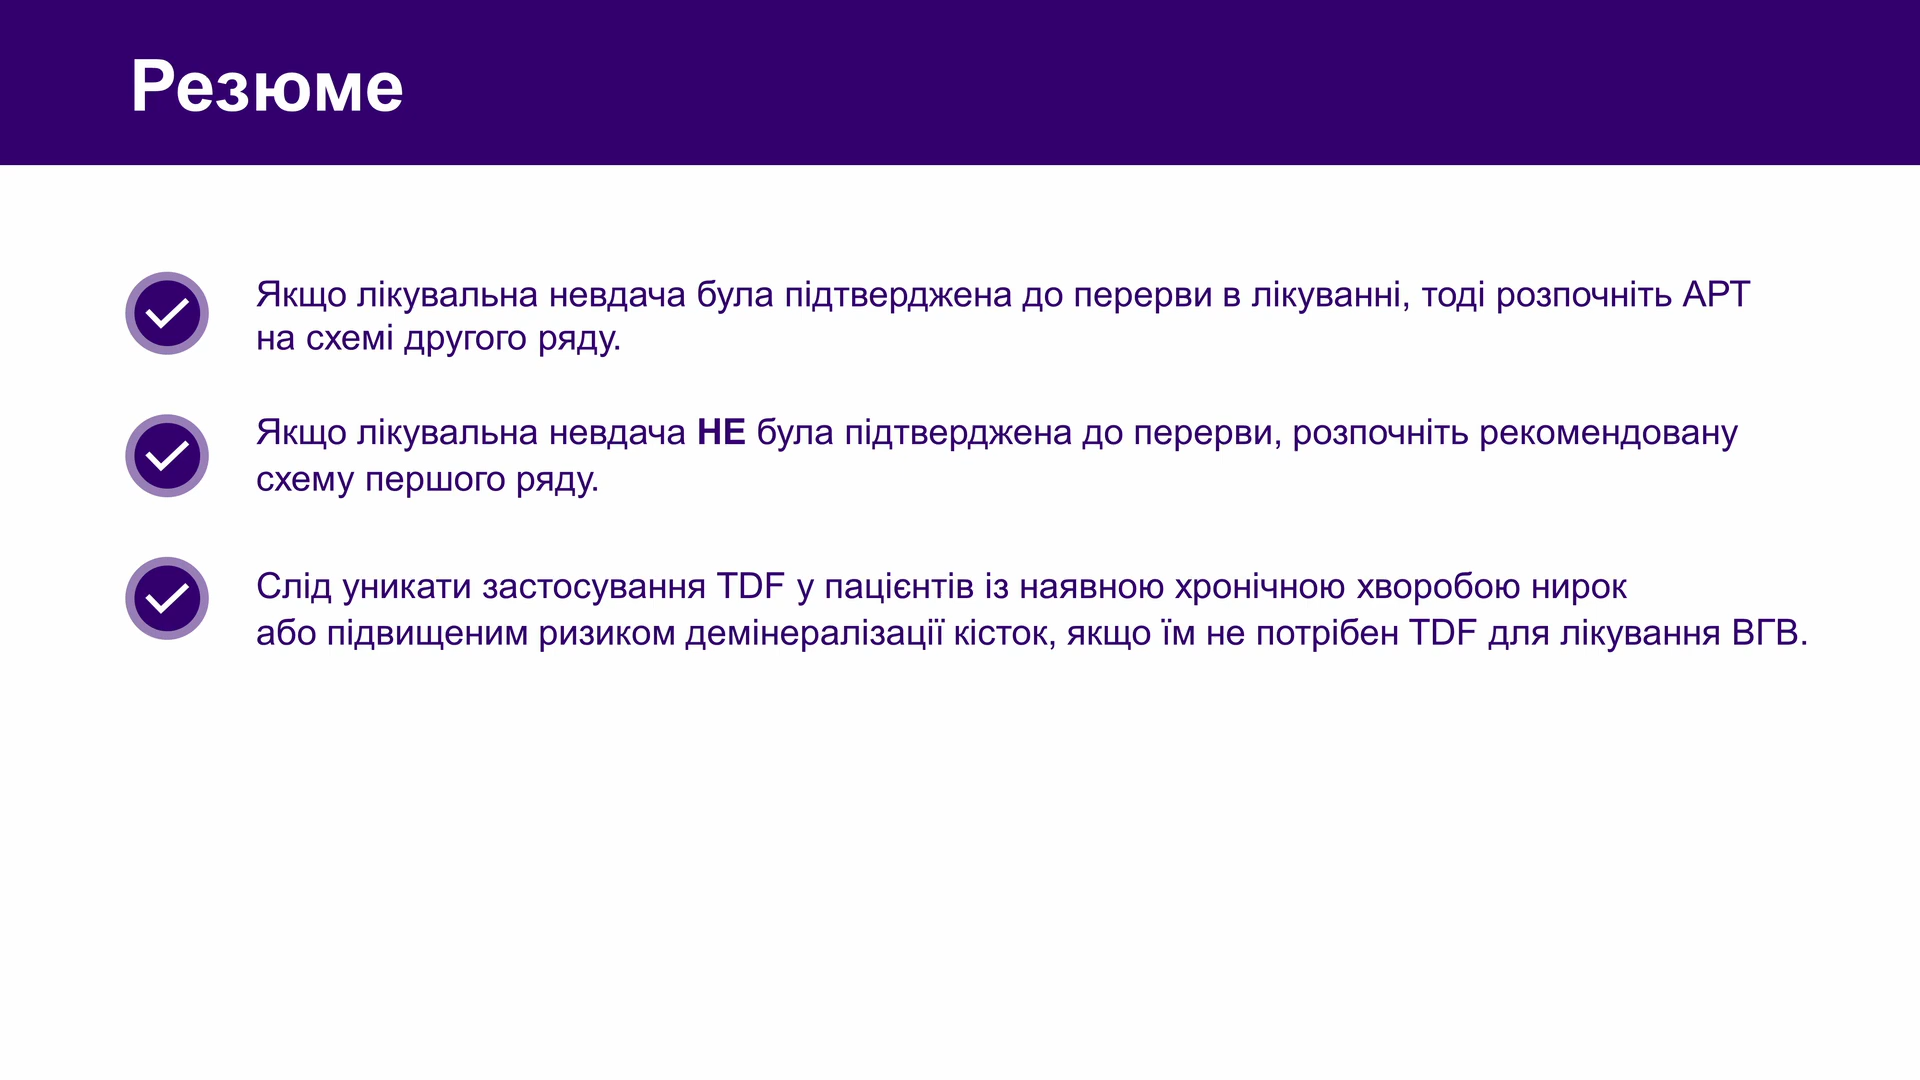 Резюме
Якщо лікувальна невдача була підтверджена до перерви в лікуванні, тоді розпочніть АРТ
на схемі другого ряду.
Якщо лікувальна невдача НЕ була підтверджена до перерви, розпочніть рекомендовану
схему першого ряду.
Слід уникати застосування TDF у пацієнтів із наявною хронічною хворобою нирок
або підвищеним ризиком демінералізації кісток, якщо їм не потрібен TDF для лікування ВГВ.